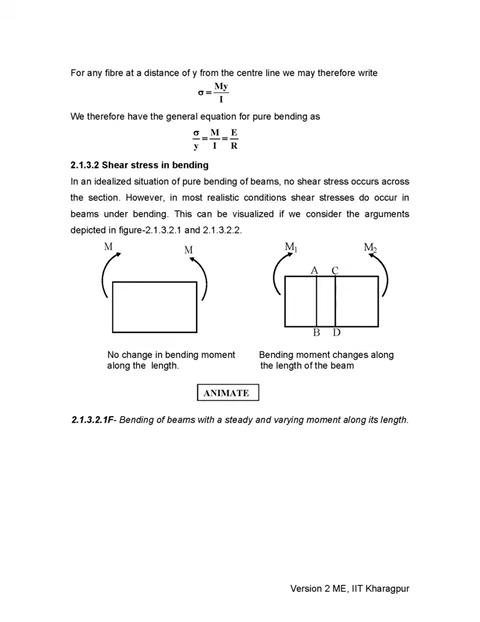 For any fibre at a distance of y from the centre line we may therefore write
σ = My/I
We therefore have the general equation for pure bending as
σ/y = M/I = E/R
2.1.3.2 Shear stress in bending
In an idealized situation of pure bending of beams, no shear stress occurs across
the section. However, in most realistic conditions shear stresses do occur in
beams under bending. This can be visualized if we consider the arguments
depicted in figure-2.1.3.2.1 and 2.1.3.2.2.
M M M₁ M₂
A C
B D
No change in bending moment Bending moment changes along
along the length. the length of the beam
ANIMATE
2.1.3.2.1F- Bending of beams with a steady and varying moment along its length.
Version 2 ME, IIT Kharagpur